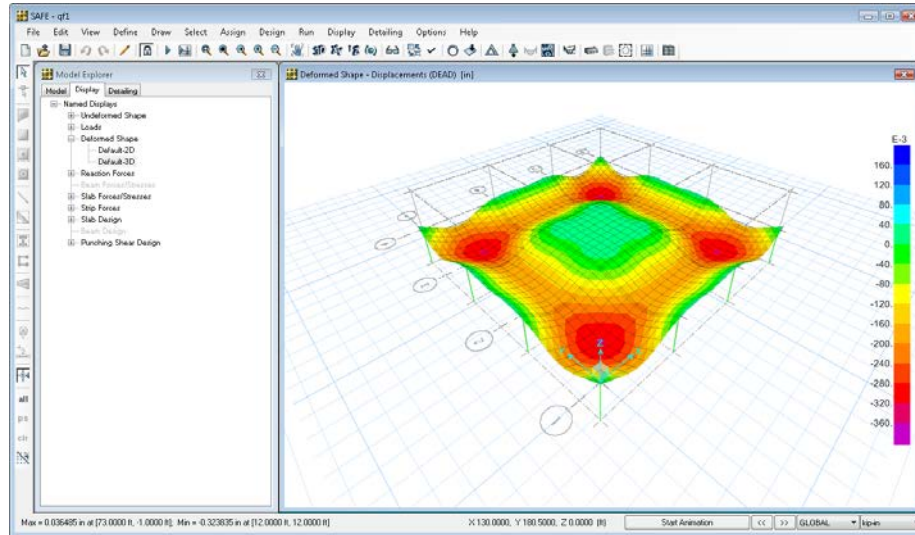 SAFE - qf1
File Edit View Define Draw Select Assign Design Run Display Detailing Options Help
Model Explorer
Model Display Detailing
Named Displays
Undeformed Shape
Loads
Deformed Shape
Default-2D
Default-3D
Reaction Forces
Beam Forces/Stresses
Slab Forces/Stresses
Strip Forces
Slab Design
Beam Design
Punching Shear Design
all
ps
clr
Deformed Shape - Displacements (DEAD) [in]
Z
E-3
160.
120.
80.
40.
0.
-40.
-80.
-120.
-160.
-200.
-240.
-280.
-320.
-360.
Max = 0.036485 in at [73.0000 ft, -1.0000 ft], Min = -0.323835 in at [12.0000 ft, 12.0000 ft]
X 130.0000, Y 180.5000, Z 0.0000 (ft)
Start Animation
<< >> GLOBAL kip-in